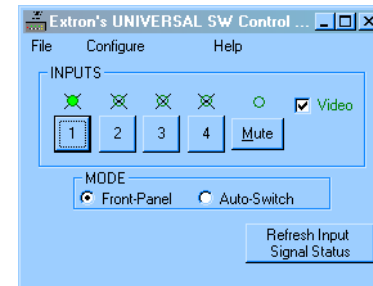 Extron's UNIVERSAL SW Control ...
File Configure Help
INPUTS
1 2 3 4 Mute Video
MODE
Front-Panel Auto-Switch
Refresh Input
Signal Status